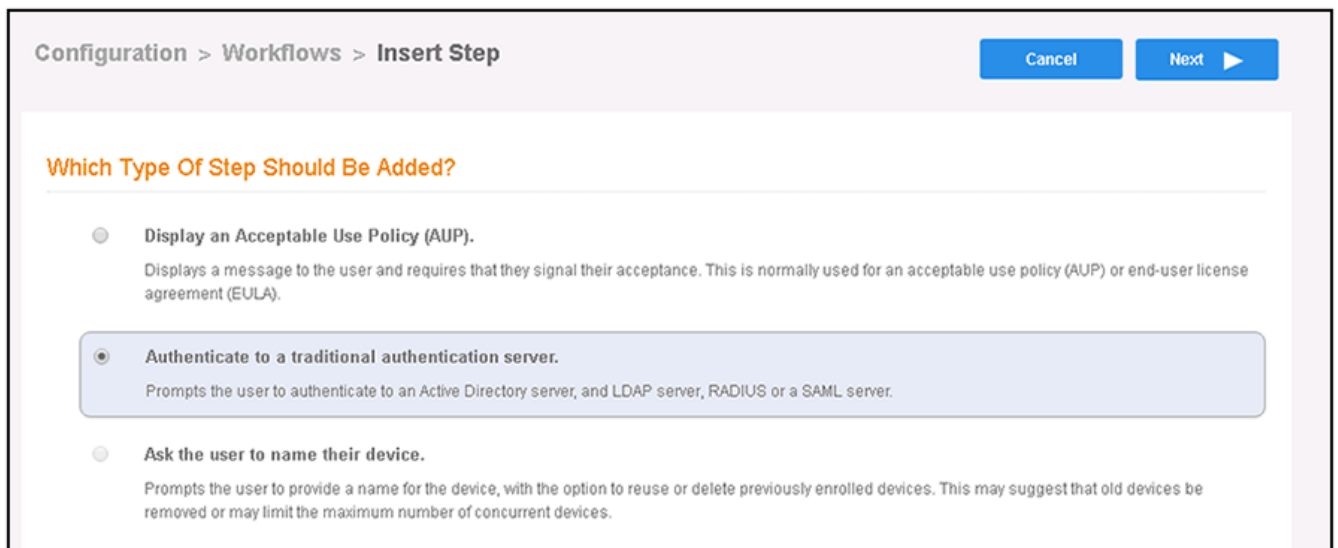 Configuration > Workflows > Insert Step
Cancel
Next
Which Type Of Step Should Be Added?
Display an Acceptable Use Policy (AUP).
Displays a message to the user and requires that they signal their acceptance. This is normally used for an acceptable use policy (AUP) or end-user license
agreement (EULA).
Authenticate to a traditional authentication server.
Prompts the user to authenticate to an Active Directory server, and LDAP server, RADIUS or a SAML server.
Ask the user to name their device.
Prompts the user to provide a name for the device, with the option to reuse or delete previously enrolled devices. This may suggest that old devices be
removed or may limit the maximum number of concurrent devices.